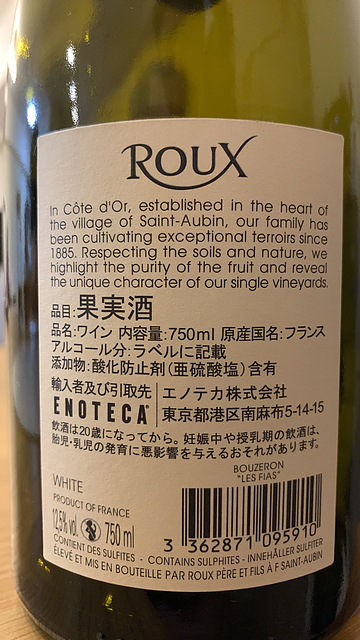 ROUX
In Côte d'Or, established in the heart of
the village of Saint-Aubin, our family has
been cultivating exceptional terroirs since
1885. Respecting the soils and nature, we
highlight the purity of the fruit and reveal
the unique character of our single vineyards.
品目:果実酒
品名:ワイン 内容量:750ml 原産国名:フランス
アルコール分:ラベルに記載
添加物:酸化防止剤(亜硫酸塩)含有
輸入者及び引取先 エノテカ株式会社
ENOTECA 東京都港区南麻布5-14-15
飲酒は20歳になってから。妊娠中や授乳期の飲酒は、
胎児・乳児の発育に悪影響を与えるおそれがあります。
BOUZERON
"LES FIAS"
WHITE
PRODUCT OF FRANCE
12,5% vol. 750 ml
3 362871 095910
CONTIENT DES SULFITES - CONTAINS SULPHITES - INNEHÅLLER SULFITER
ÉLEVÉ ET MIS EN BOUTEILLE PAR ROUX PÈRE ET FILS À F SAINT-AUBIN